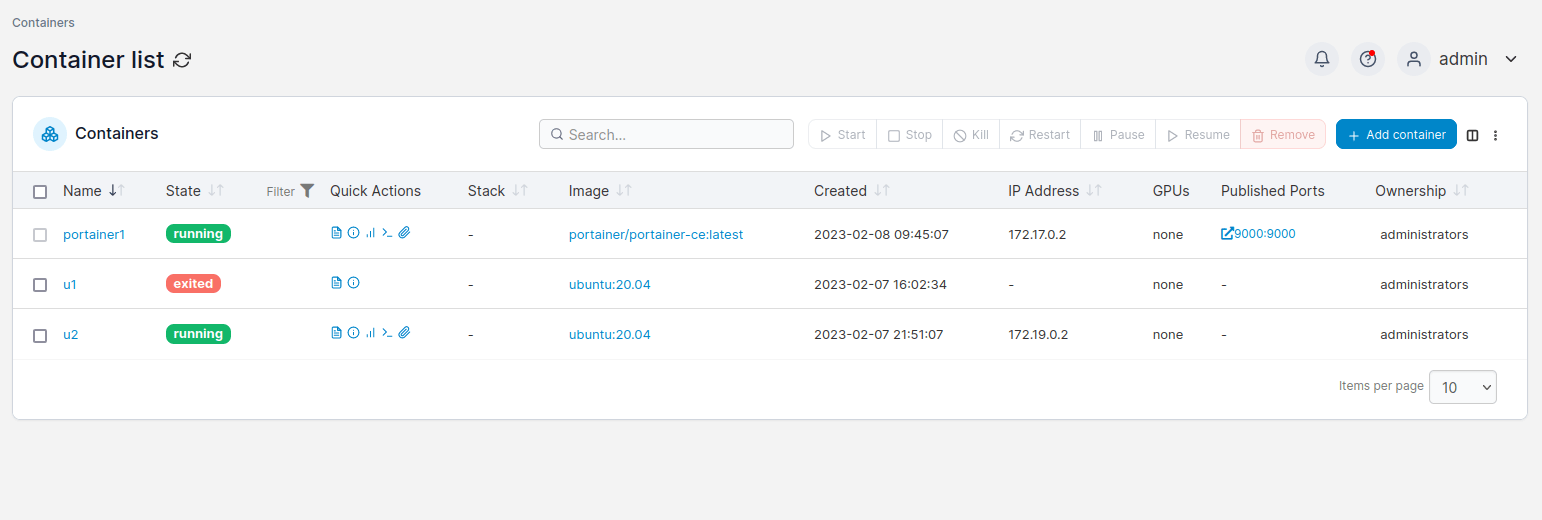 Containers
Container list admin
Containers Search... Start Stop Kill Restart Pause Resume Remove Add container
Name State Filter Quick Actions Stack Image Created IP Address GPUs Published Ports Ownership
portainer1 running - portainer/portainer-ce:latest 2023-02-08 09:45:07 172.17.0.2 none 9000:9000 administrators
u1 exited - ubuntu:20.04 2023-02-07 16:02:34 - none - administrators
u2 running - ubuntu:20.04 2023-02-07 21:51:07 172.19.0.2 none - administrators
Items per page 10